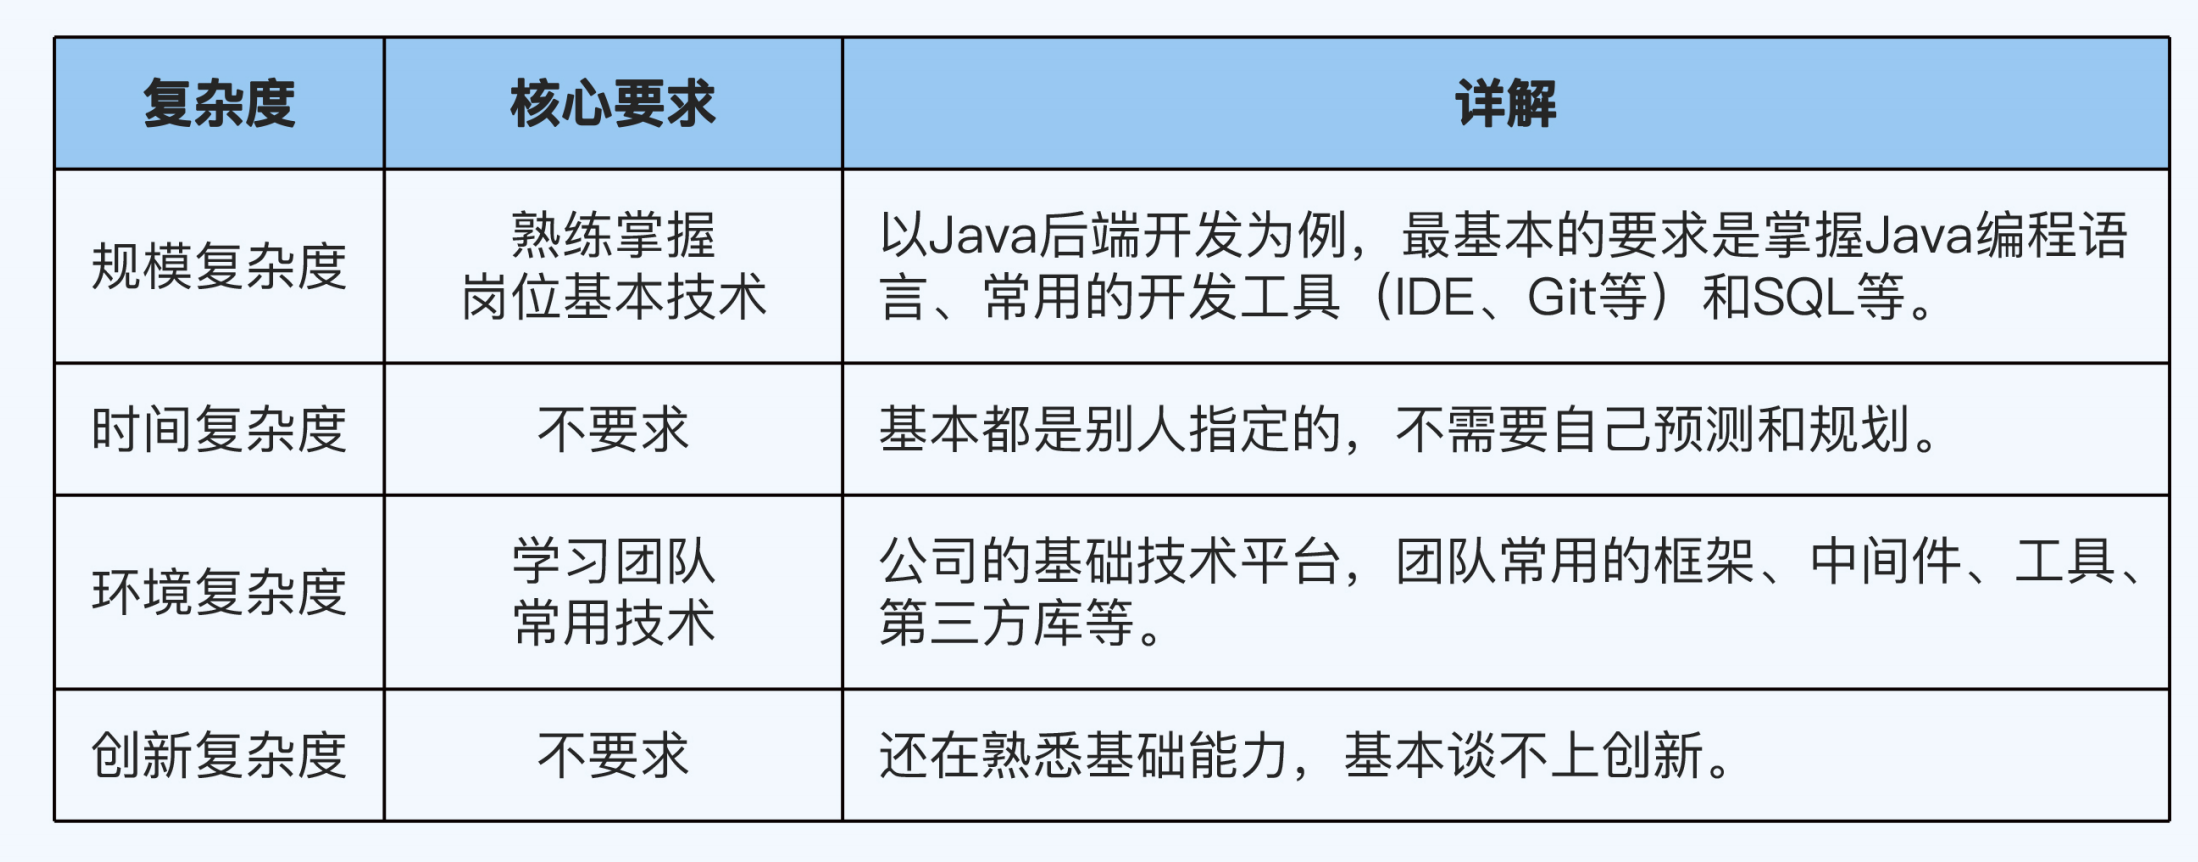 复杂度
核心要求
详解
规模复杂度
熟练掌握
岗位基本技术
以Java后端开发为例，最基本的要求是掌握Java编程语
言、常用的开发工具（IDE、Git等）和SQL等。
时间复杂度
不要求
基本都是别人指定的，不需要自己预测和规划。
环境复杂度
学习团队
常用技术
公司的基础技术平台，团队常用的框架、中间件、工具、
第三方库等。
创新复杂度
不要求
还在熟悉基础能力，基本谈不上创新。